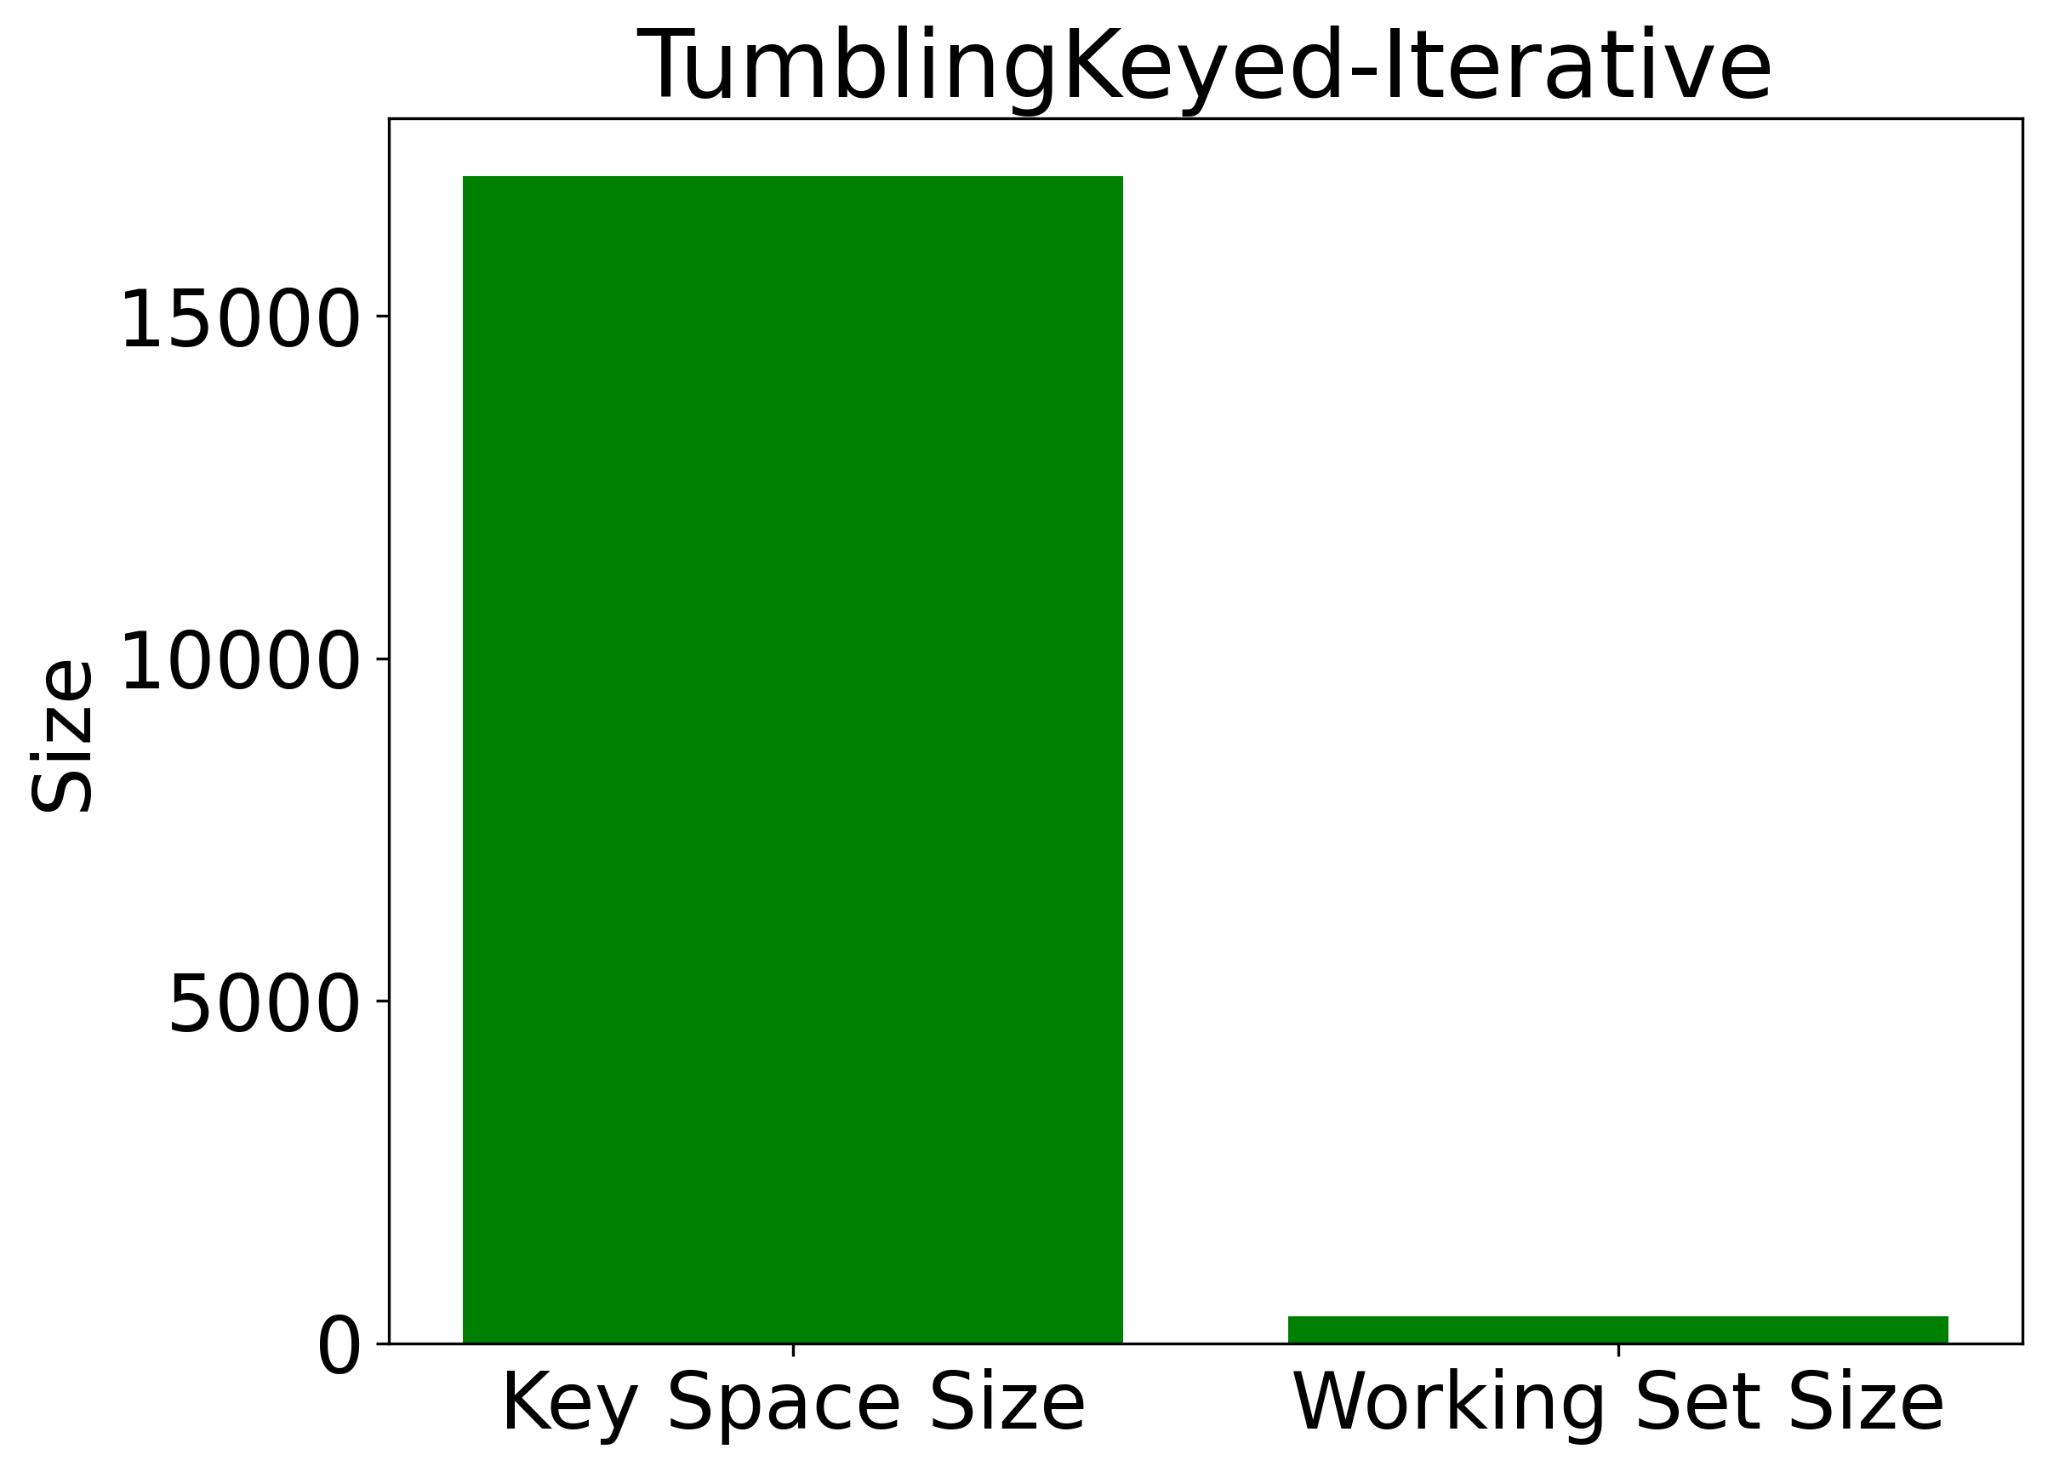 TumblingKeyed-Iterative
Size
15000
10000
5000
0
Key Space Size
Working Set Size